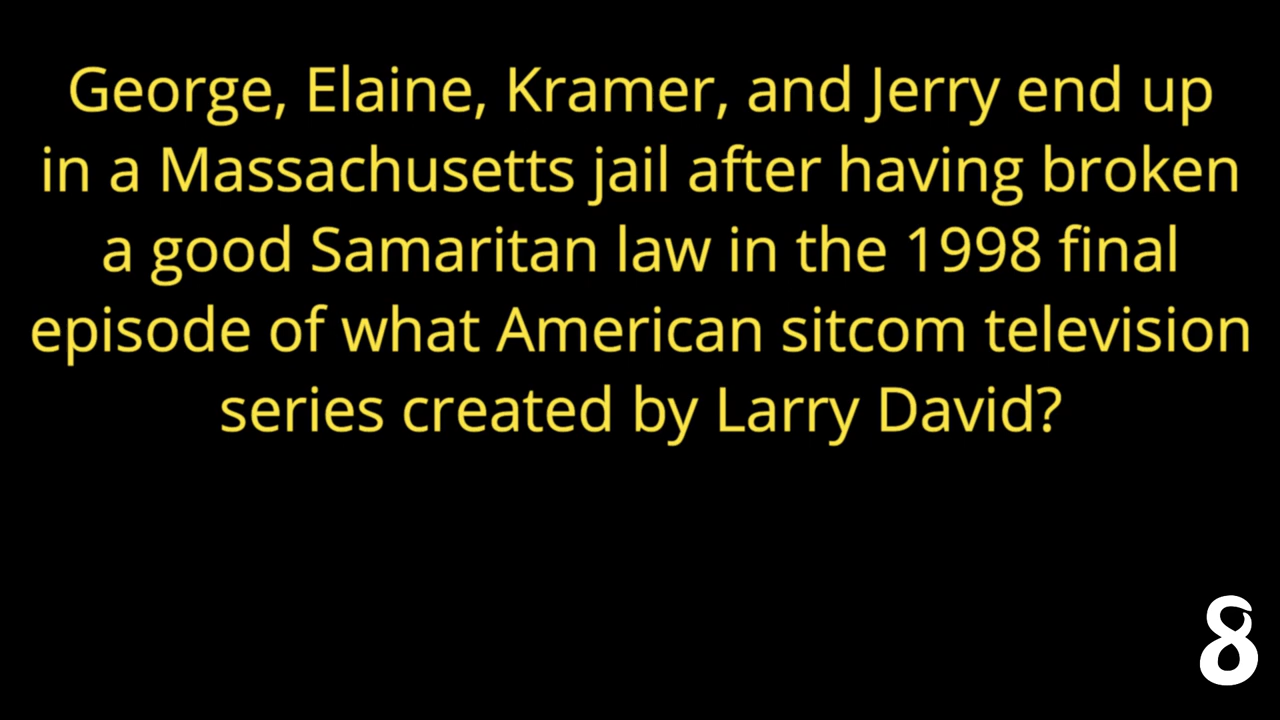 George, Elaine, Kramer, and Jerry end up
in a Massachusetts jail after having broken
a good Samaritan law in the 1998 final
episode of what American sitcom television
series created by Larry David?
8